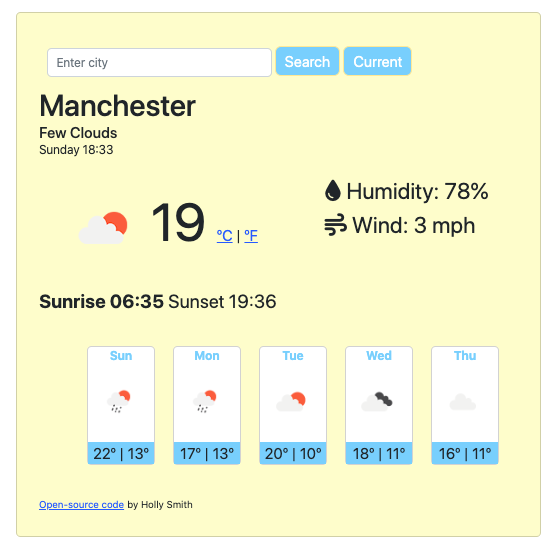 Enter city Search Current
Manchester
Few Clouds
Sunday 18:33
Humidity: 78%
19 °C | °F
Wind: 3 mph
Sunrise 06:35 Sunset 19:36
Sun Mon Tue Wed Thu
22° | 13° 17° | 13° 20° | 10° 18° | 11° 16° | 11°
Open-source code by Holly Smith